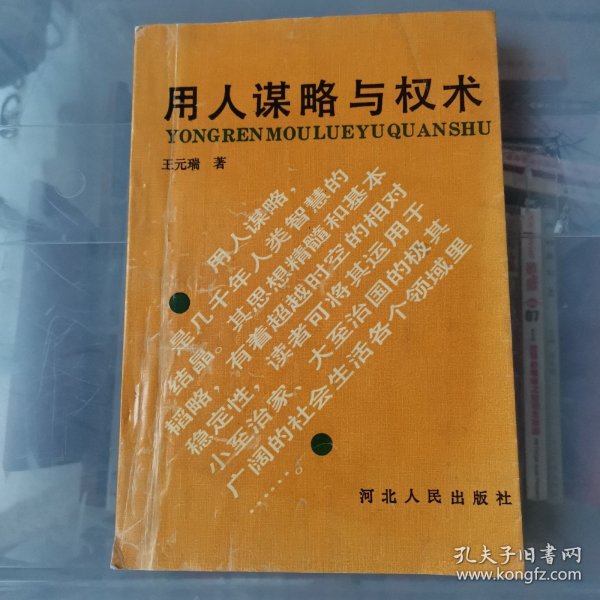 用人谋略与权术
YONGRENMOULUEYUQUANSHU
王元瑞 著
用人谋略，
是几千年人类智慧的
结晶。其思想精髓和基本
韬略，有着超越时空的相对
稳定性，读者可将其运用于
小至治家、大至治国的极其
广阔的社会生活各个领域里
……。
河北人民出版社
孔夫子旧书网
www.kongfz.com